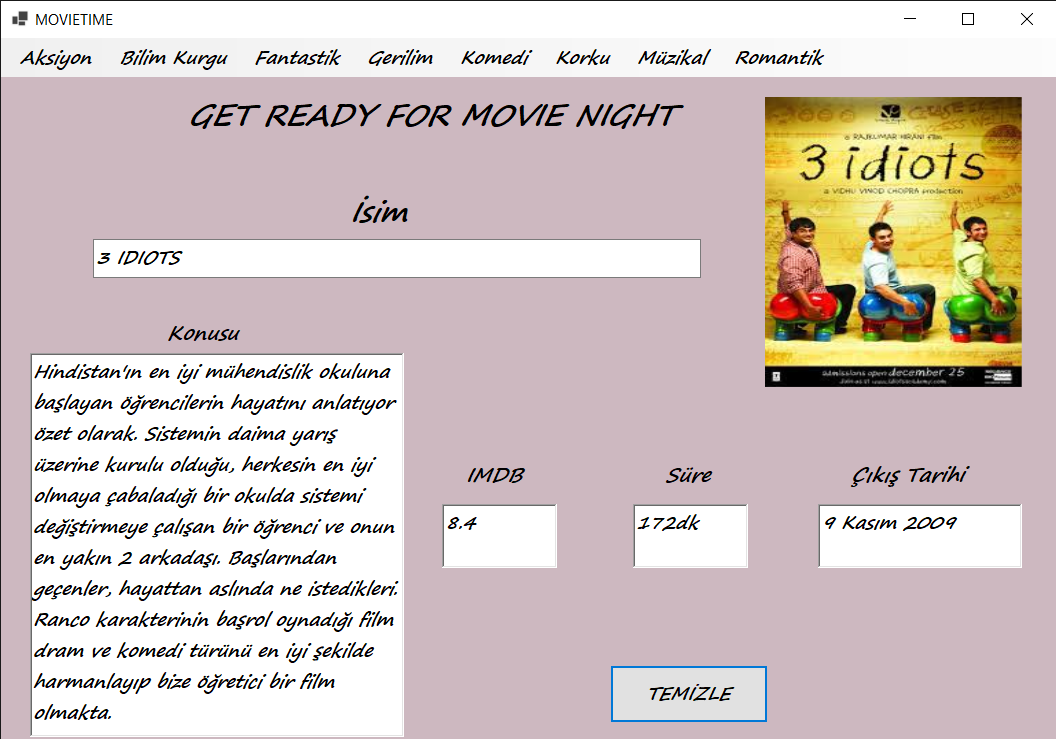 MOVIETIME
Aksiyon Bilim Kurgu Fantastik Gerilim Komedi Korku Müzikal Romantik
GET READY FOR MOVIE NIGHT
a RAJKUMAR HIRANI film
3 idiots
a VIDHU VINOD CHOPRA production
admissions open december 25
İsim
3 IDIOTS
Konusu
Hindistan'ın en iyi mühendislik okuluna
başlayan öğrencilerin hayatını anlatıyor
özet olarak. Sistemin daima yarış
üzerine kurulu olduğu, herkesin en iyi
olmaya çabaladığı bir okulda sistemi
değiştirmeye çalışan bir öğrenci ve onun
en yakın 2 arkadaşı. Başlarından
geçenler, hayattan aslında ne istedikleri.
Ranco karakterinin başrol oynadığı film
dram ve komedi türünü en iyi şekilde
harmanlayıp bize öğretici bir film
olmakta.
IMDB
8.4
Süre
172dk
Çıkış Tarihi
9 Kasım 2009
TEMİZLE